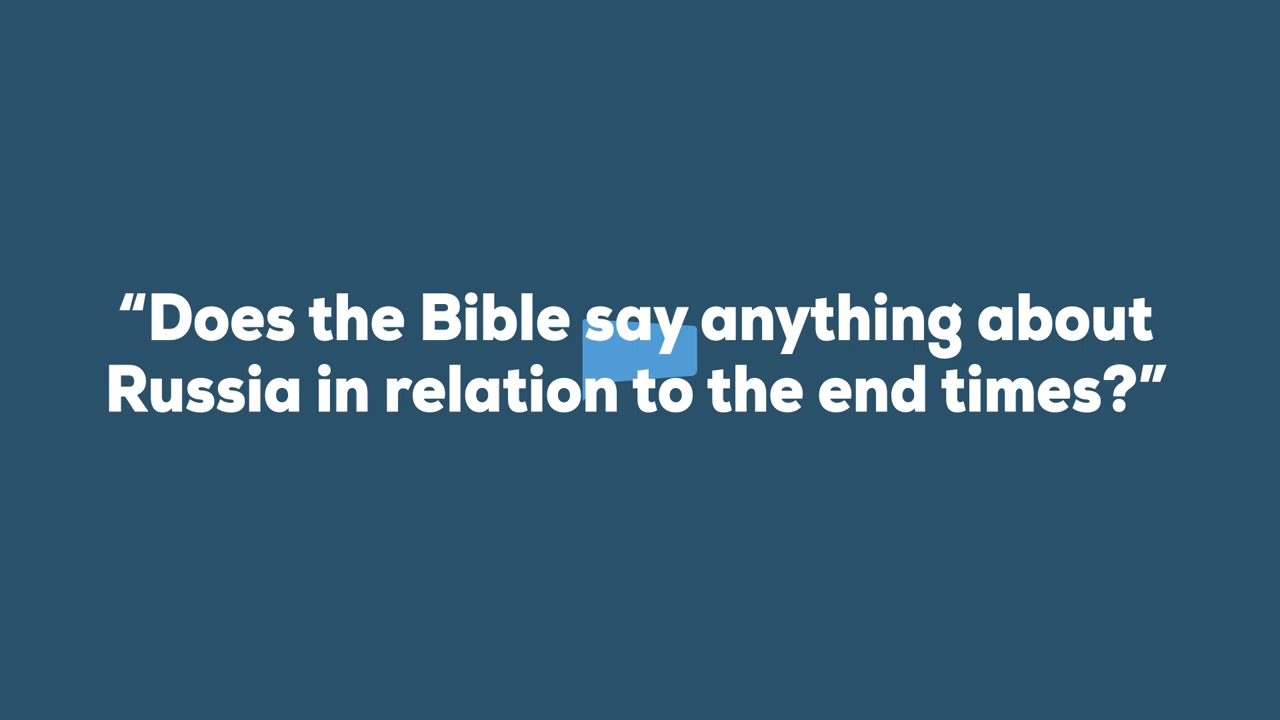 “Does the Bible say anything about
Russia in relation to the end times?”